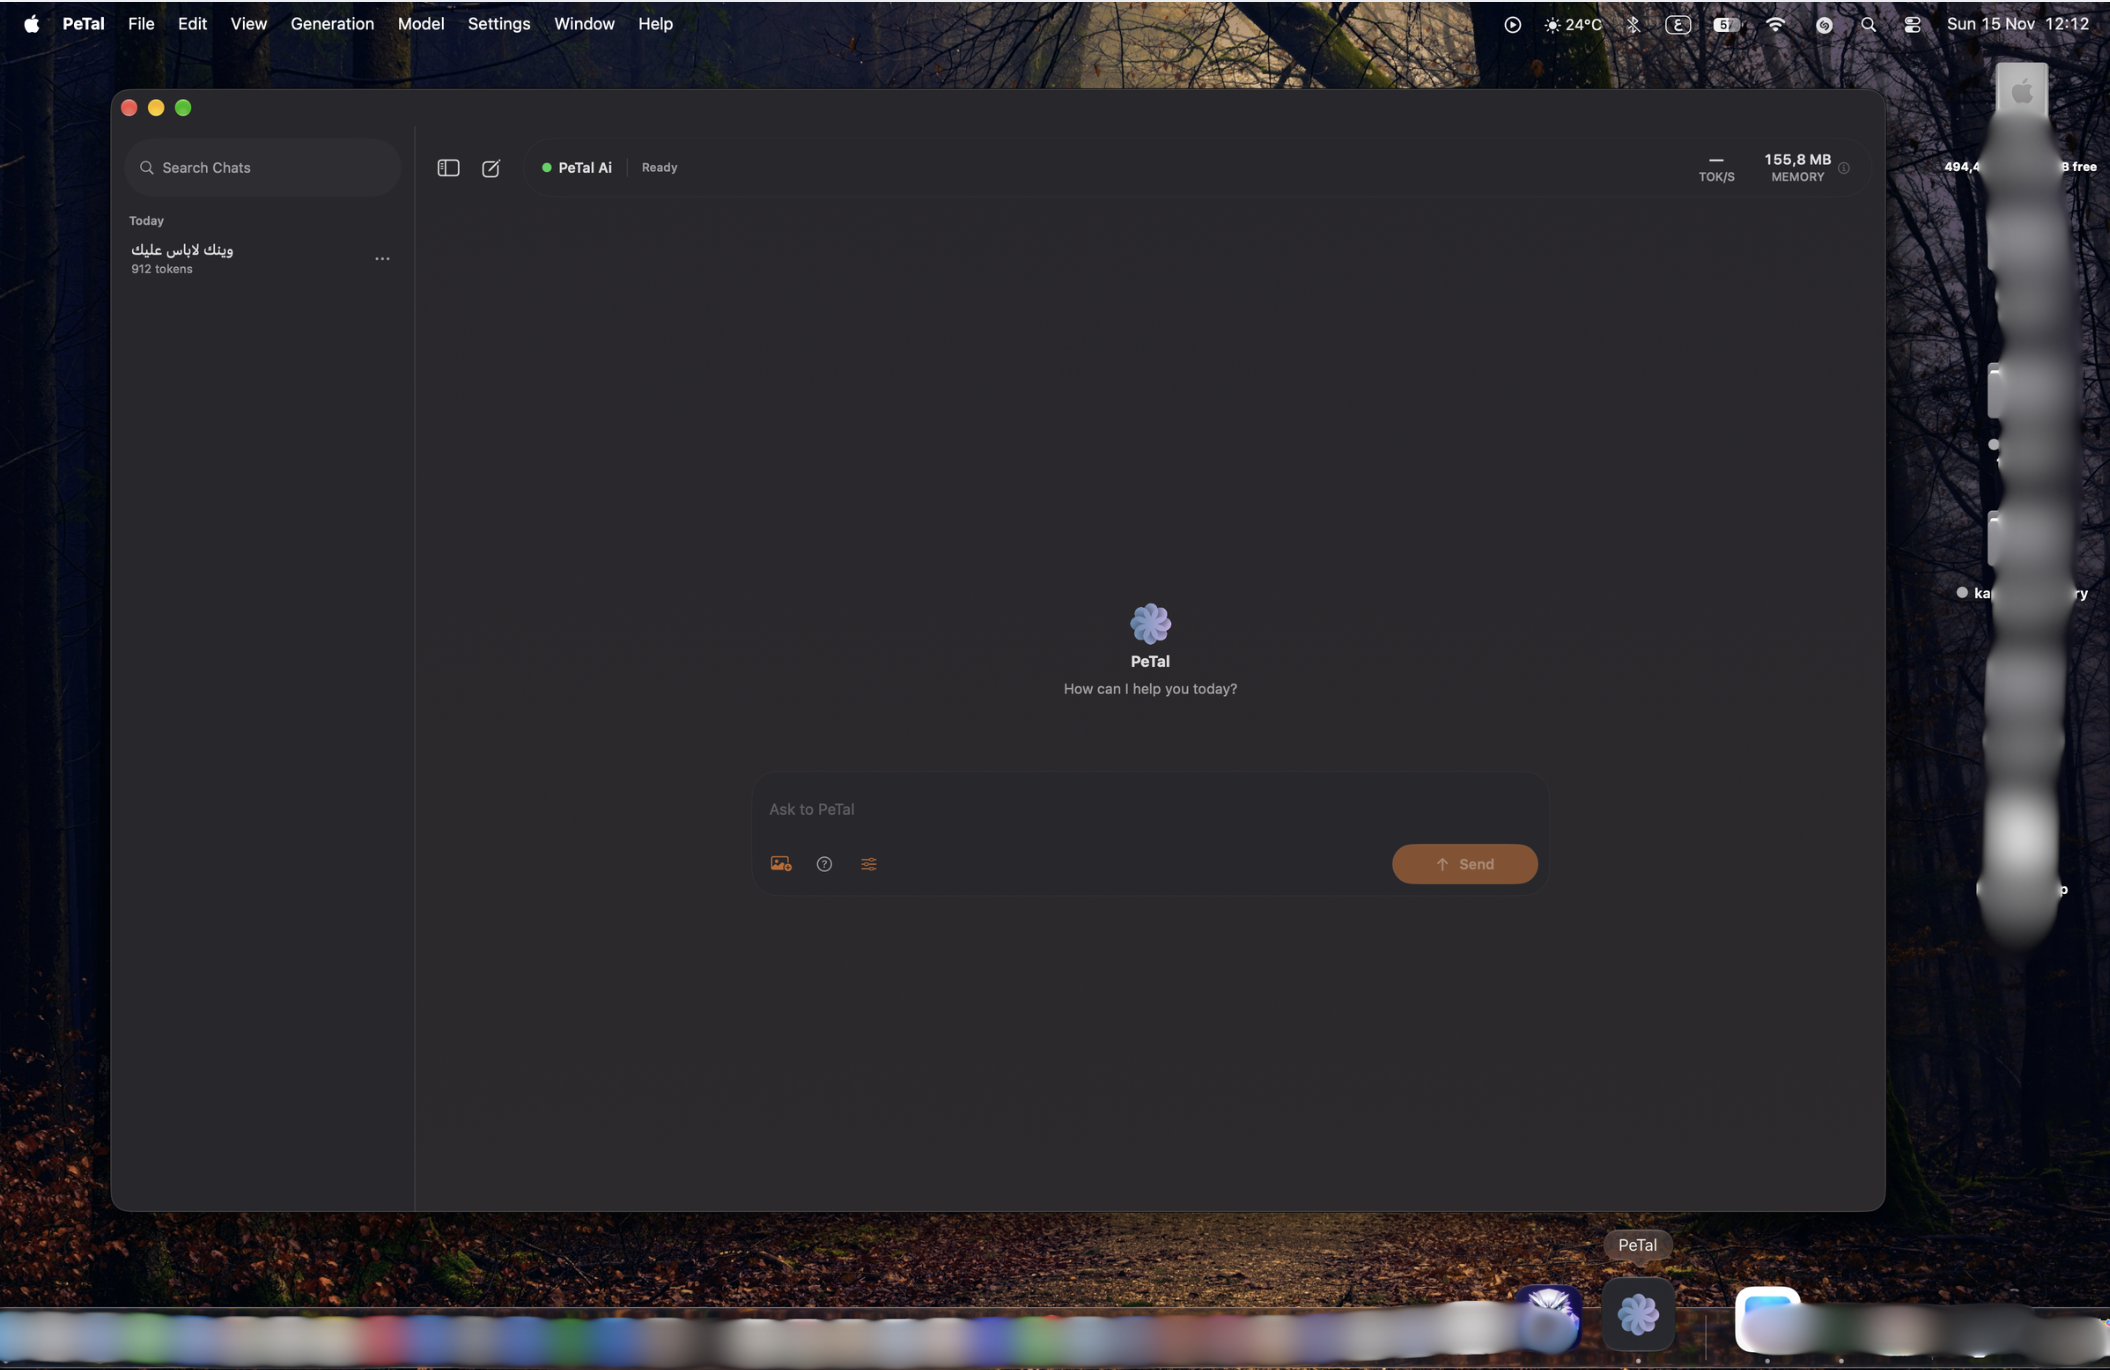 PeTal File Edit View Generation Model Settings Window Help
24°C
Sun 15 Nov 12:12
Search Chats
Today
وينك لاباس عليك
912 tokens
PeTal Ai
Ready
—
TOK/S
155,8 MB
MEMORY
494,4
B free
PeTal
How can I help you today?
Ask to PeTal
Send
PeTal